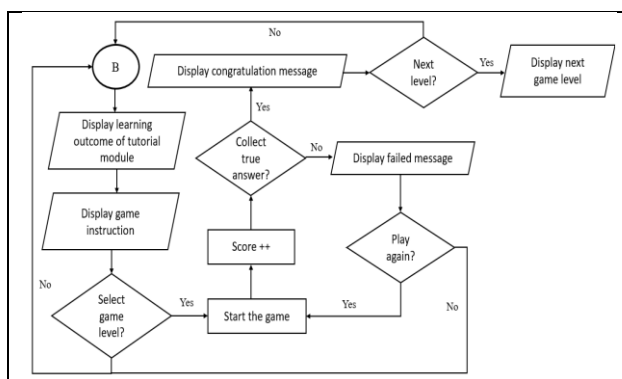 No
B
Display congratulation message
Next
level?
Yes
Display next
game level
Display learning
outcome of tutorial
module
Yes
Collect
true
answer?
No
Display failed message
Display game
instruction
Score ++
Play
again?
No
Select
game
level?
Yes
Start the game
Yes
No